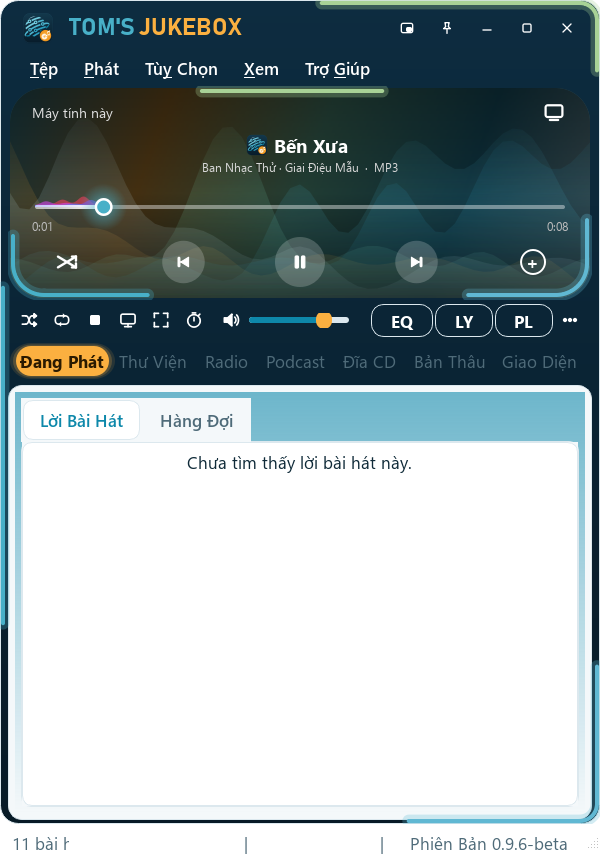 TOM'S JUKEBOX
Tệp Phát Tùy Chọn Xem Trợ Giúp
Máy tính này
Bến Xưa
Ban Nhạc Thử · Giai Điệu Mẫu · MP3
0:01 0:08
EQ LY PL
Đang Phát Thư Viện Radio Podcast Đĩa CD Bản Thâu Giao Diện
Lời Bài Hát Hàng Đợi
Chưa tìm thấy lời bài hát này.
11 bài | | Phiên Bản 0.9.6-beta